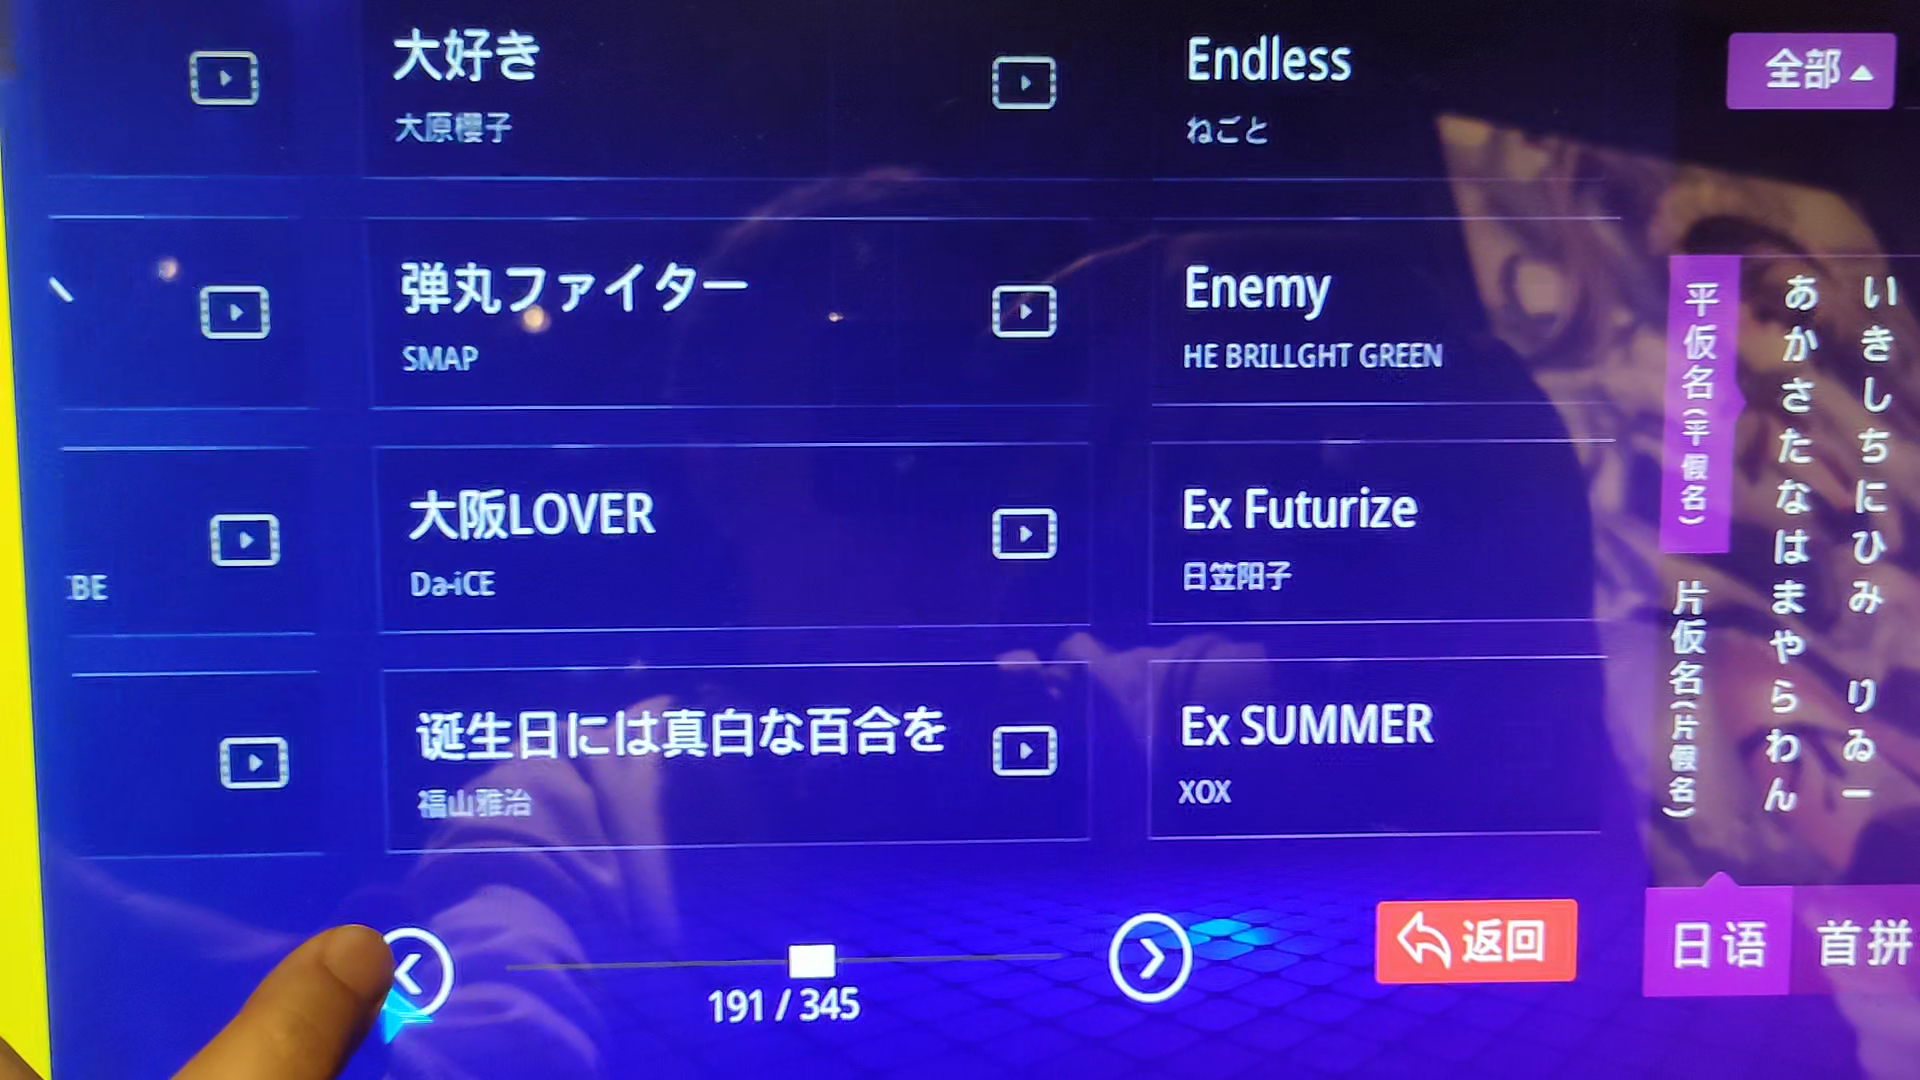 大好き
大原櫻子
Endless
ねごと
全部
弾丸ファイター
SMAP
Enemy
HE BRILLGHT GREEN
大阪LOVER
Da-iCE
Ex Futurize
日笠阳子
BE
诞生日には真白な百合を
福山雅治
Ex SUMMER
XOX
平仮名(平假名)
片仮名(片假名)
あかさたなはまやらわん
いきしちにひみ りゐー
191 / 345
返回
日语
首拼